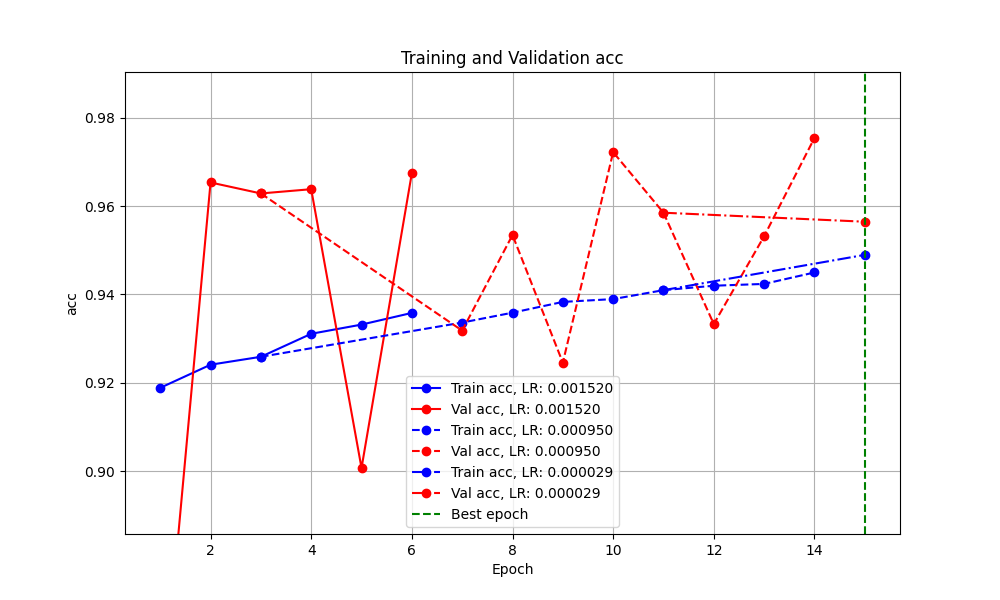 Training and Validation acc
acc
0.98
0.96
0.94
0.92
0.90
Train acc, LR: 0.001520
Val acc, LR: 0.001520
Train acc, LR: 0.000950
Val acc, LR: 0.000950
Train acc, LR: 0.000029
Val acc, LR: 0.000029
Best epoch
2 4 6 8 10 12 14
Epoch